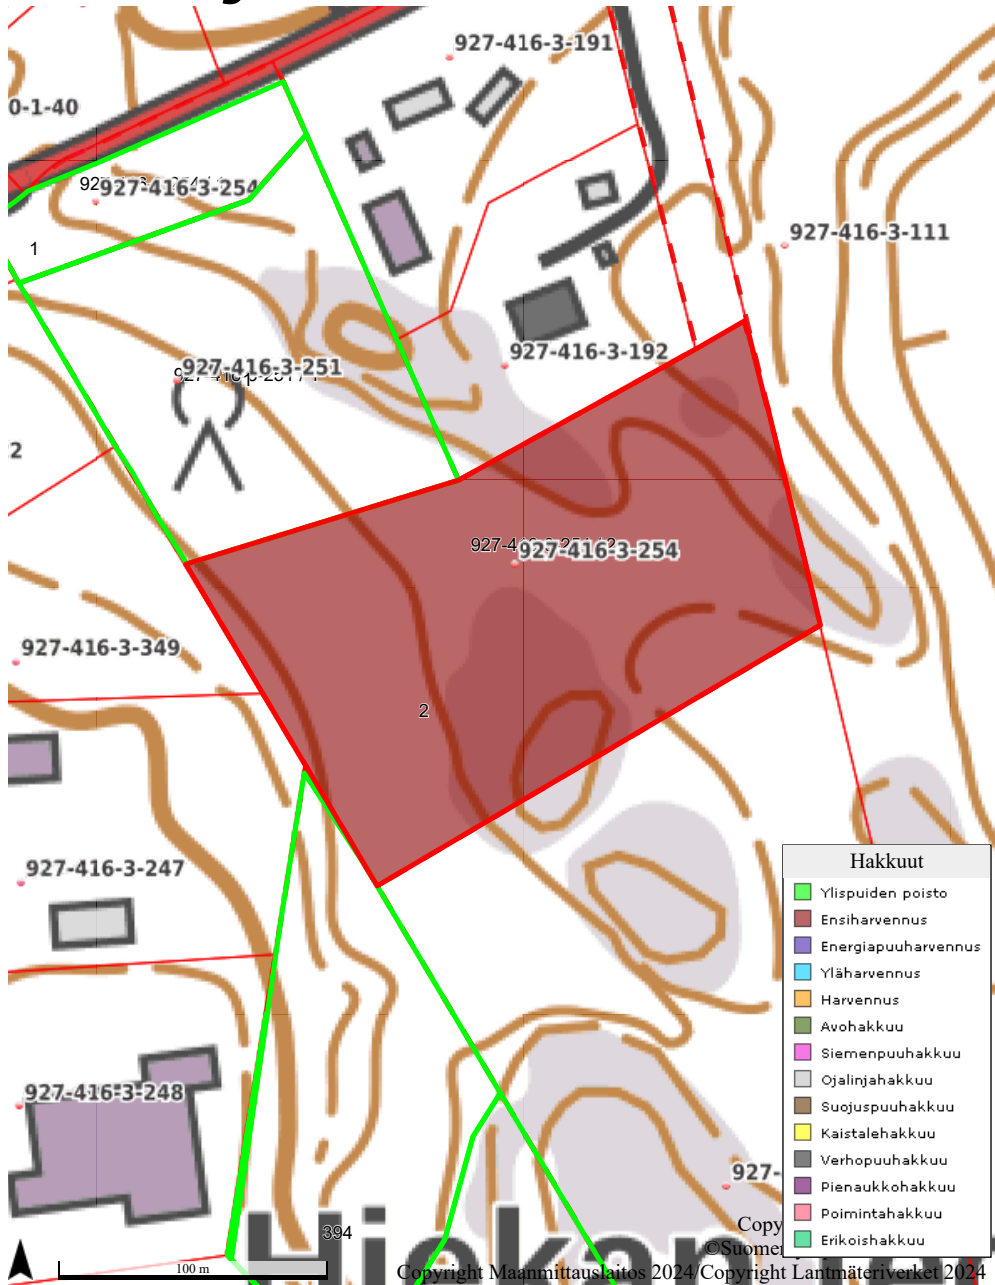 927-416-3-191
0-1-40
927-416-3-254
1
927-416-3-111
927-416-3-192
927-416-3-251
2
927-416-3-254
927-416-3-349
2
927-416-3-247
927-416-3-248
927-
394
100 m
Hakkuut
Ylispuiden poisto
Ensiharvennus
Energiapuuharvennus
Yläharvennus
Harvennus
Avohakkuu
Siemenpuuhakkuu
Ojalinjahakkuu
Suojuspuuhakkuu
Kaistalehakkuu
Verhopuuhakkuu
Pienaukkohakkuu
Poimintahakkuu
Erikoishakkuu
Copy
©Suomen
Copyright Maanmittauslaitos 2024/Copyright Lantmäteriverket 2024